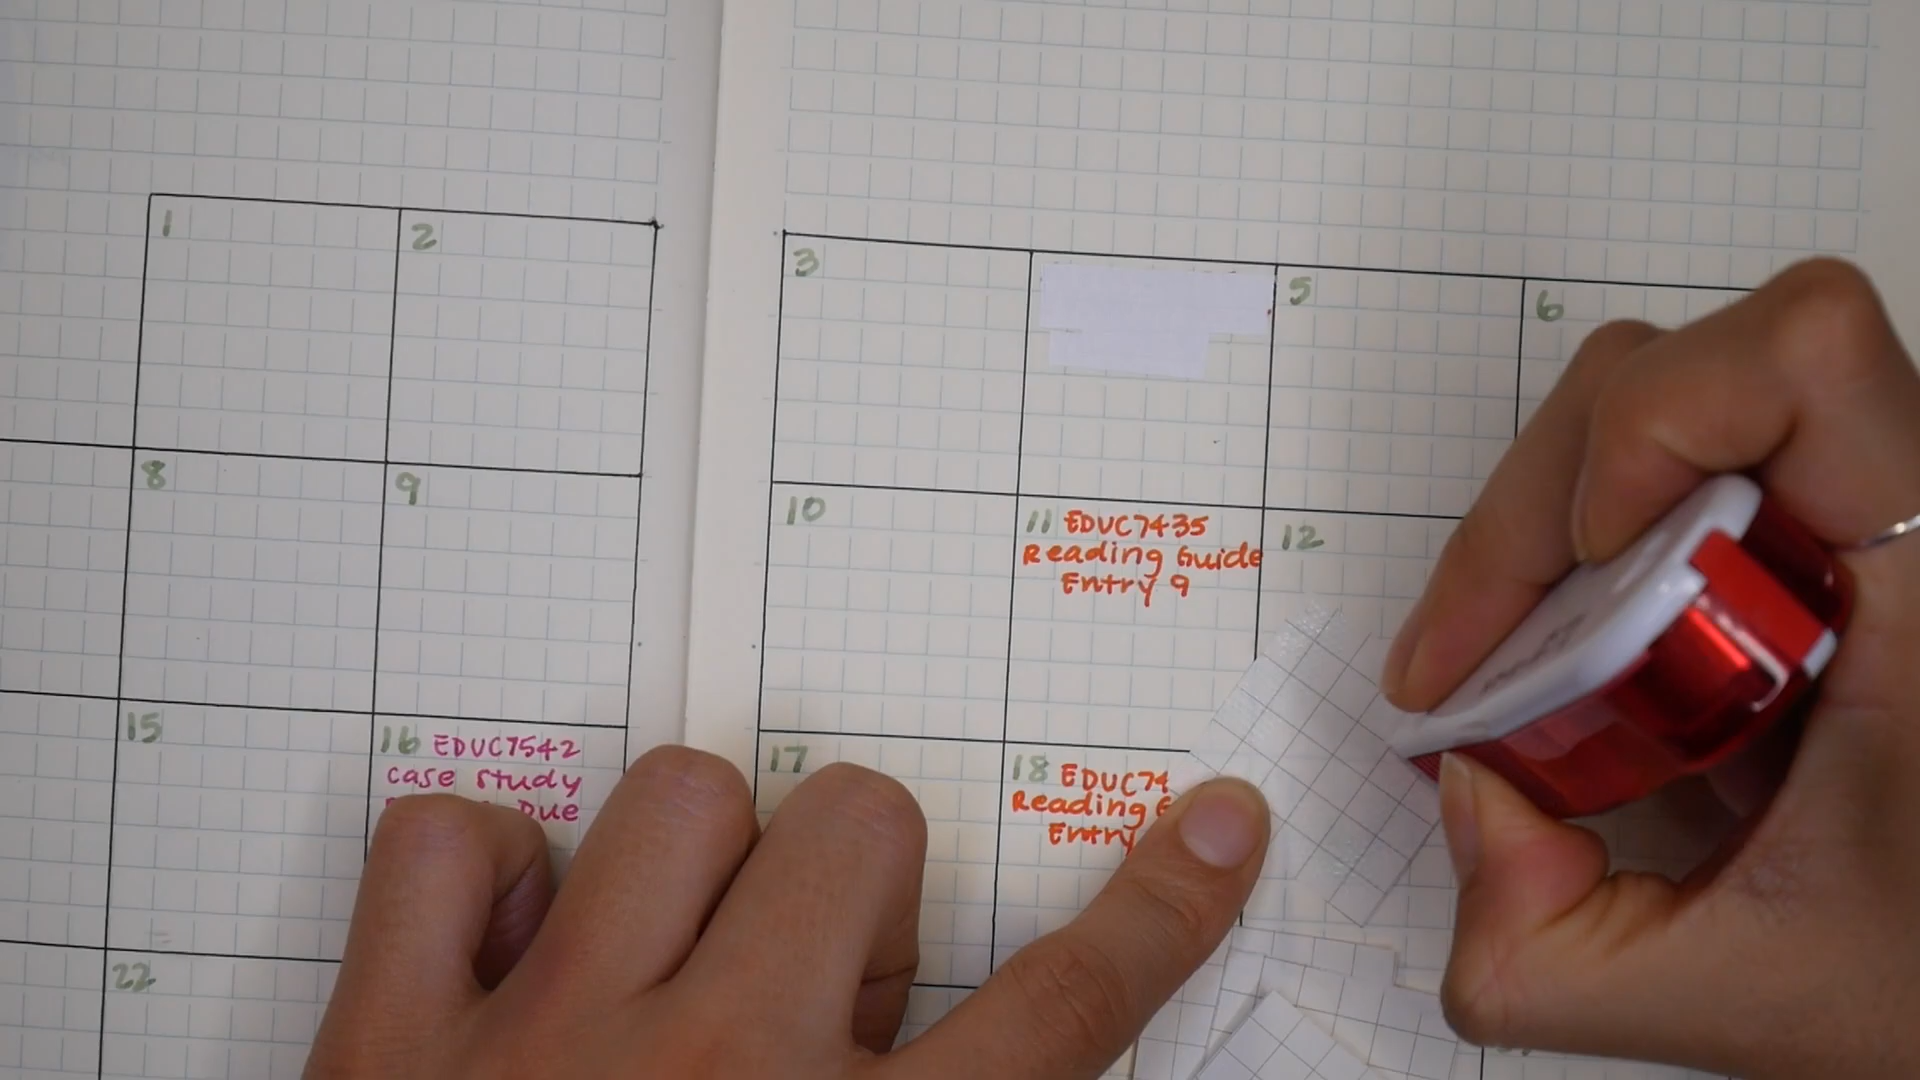 1
2
3
5
6
8
9
10
11 EDUC7435
Reading Guide
Entry 9
12
15
16 EDUC7542
case study
Due
17
18 EDUC74
Reading
Entry
22